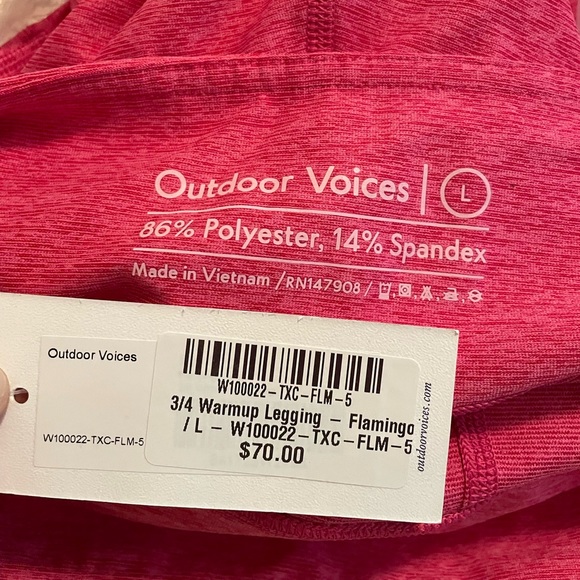 Outdoor Voices | L
86% Polyester, 14% Spandex
Made in Vietnam /RN147908/
Outdoor Voices
W100022-TXC-FLM-5
W100022-TXC-FLM-5
3/4 Warmup Legging - Flamingo
/ L - W100022-TXC-FLM-5
$70.00
outdoorvoices.com